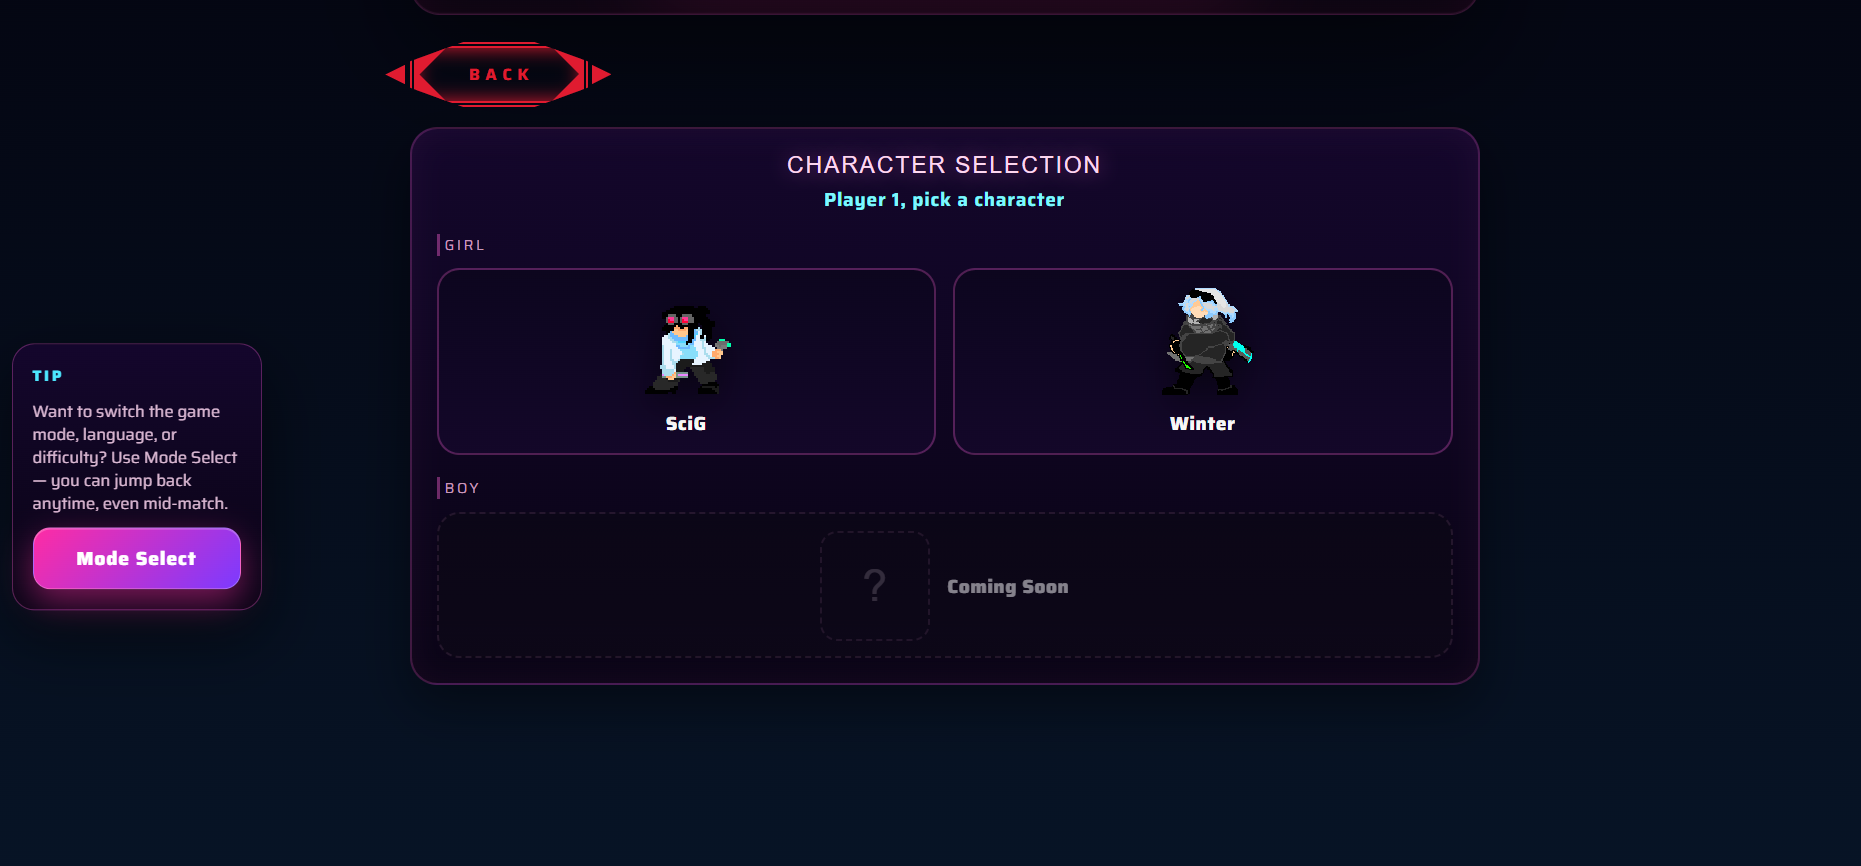 BACK
CHARACTER SELECTION
Player 1, pick a character
GIRL
SciG
Winter
BOY
?
Coming Soon
TIP
Want to switch the game
mode, language, or
difficulty? Use Mode Select
— you can jump back
anytime, even mid-match.
Mode Select